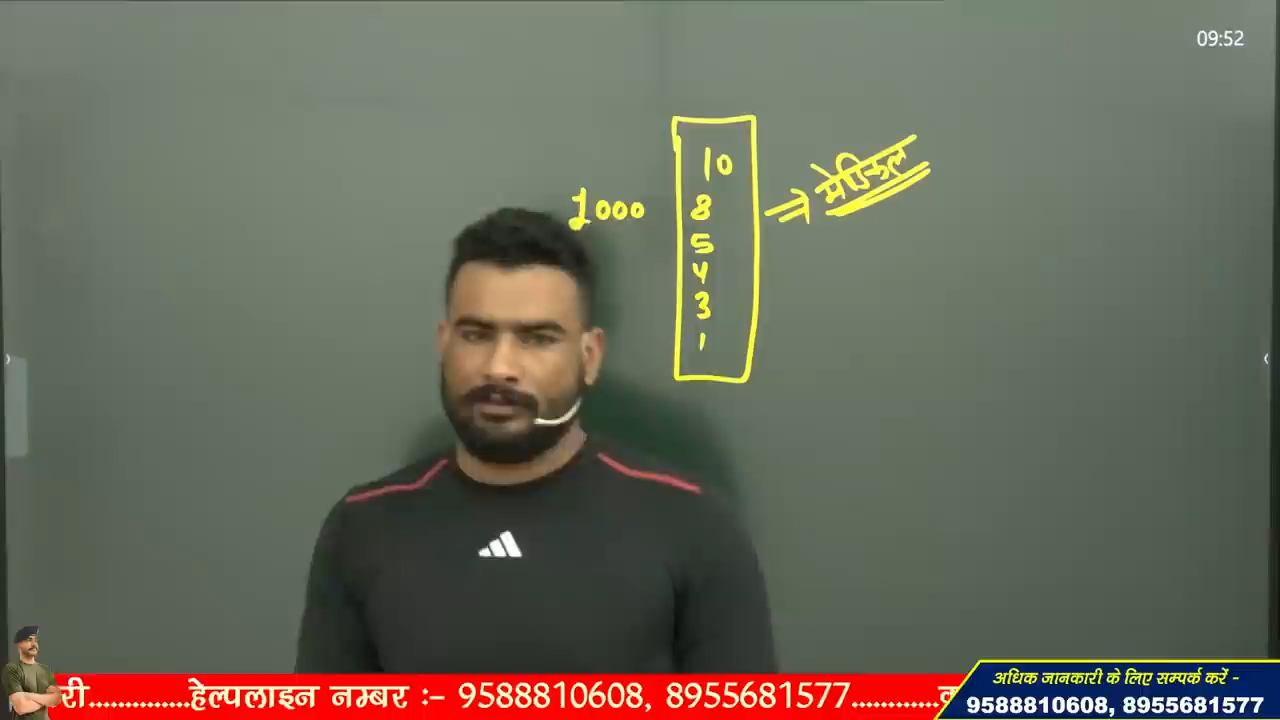 09:52
10
1000 8
5
4
3
1
⇒ मेडिकल
री..............हेल्पलाइन नम्बर :- 9588810608, 8955681577.............क
अधिक जानकारी के लिए सम्पर्क करें -
9588810608, 8955681577